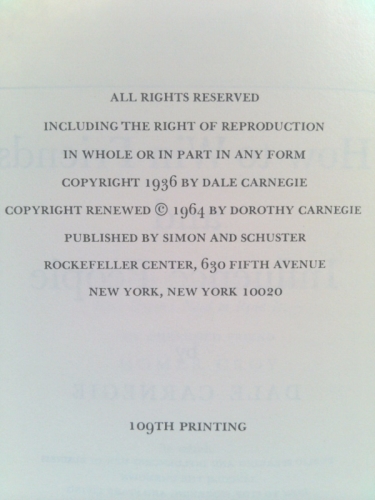 ALL RIGHTS RESERVED
INCLUDING THE RIGHT OF REPRODUCTION
IN WHOLE OR IN PART IN ANY FORM
COPYRIGHT 1936 BY DALE CARNEGIE
COPYRIGHT RENEWED © 1964 BY DOROTHY CARNEGIE
PUBLISHED BY SIMON AND SCHUSTER
ROCKEFELLER CENTER, 630 FIFTH AVENUE
NEW YORK, NEW YORK 10020
109TH PRINTING